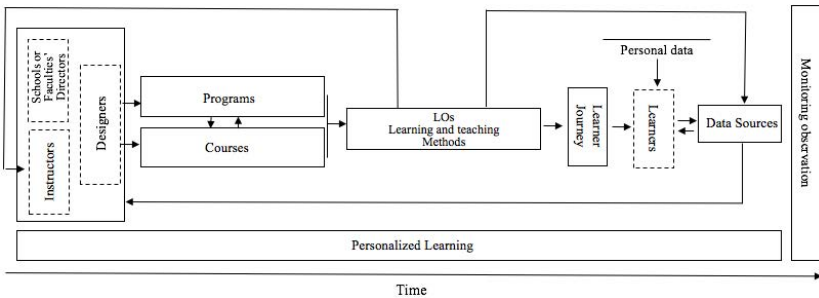 Schools or
Faculties'
Directors
Instructors
Designers
Programs
Courses
LOs
Learning and teaching
Methods
Learner
Journey
Personal data
Learners
Data Sources
Monitoring observation
Personalized Learning
Time